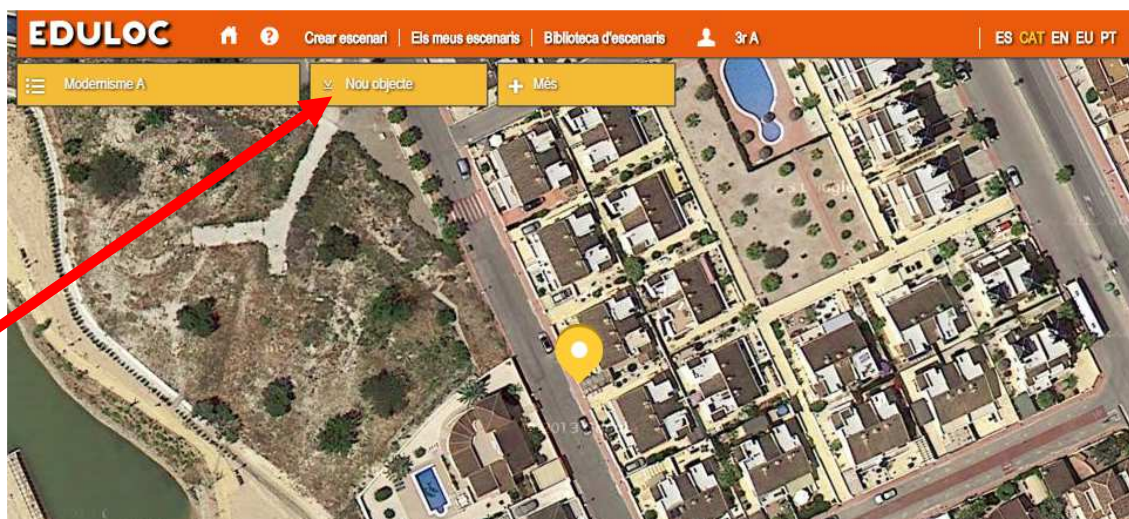 EDULOC ? Crear escenari | Els meus escenaris | Biblioteca d'escenaris 3r A | ES CAT EN EU PT
Modernisme A Nou objecte Més